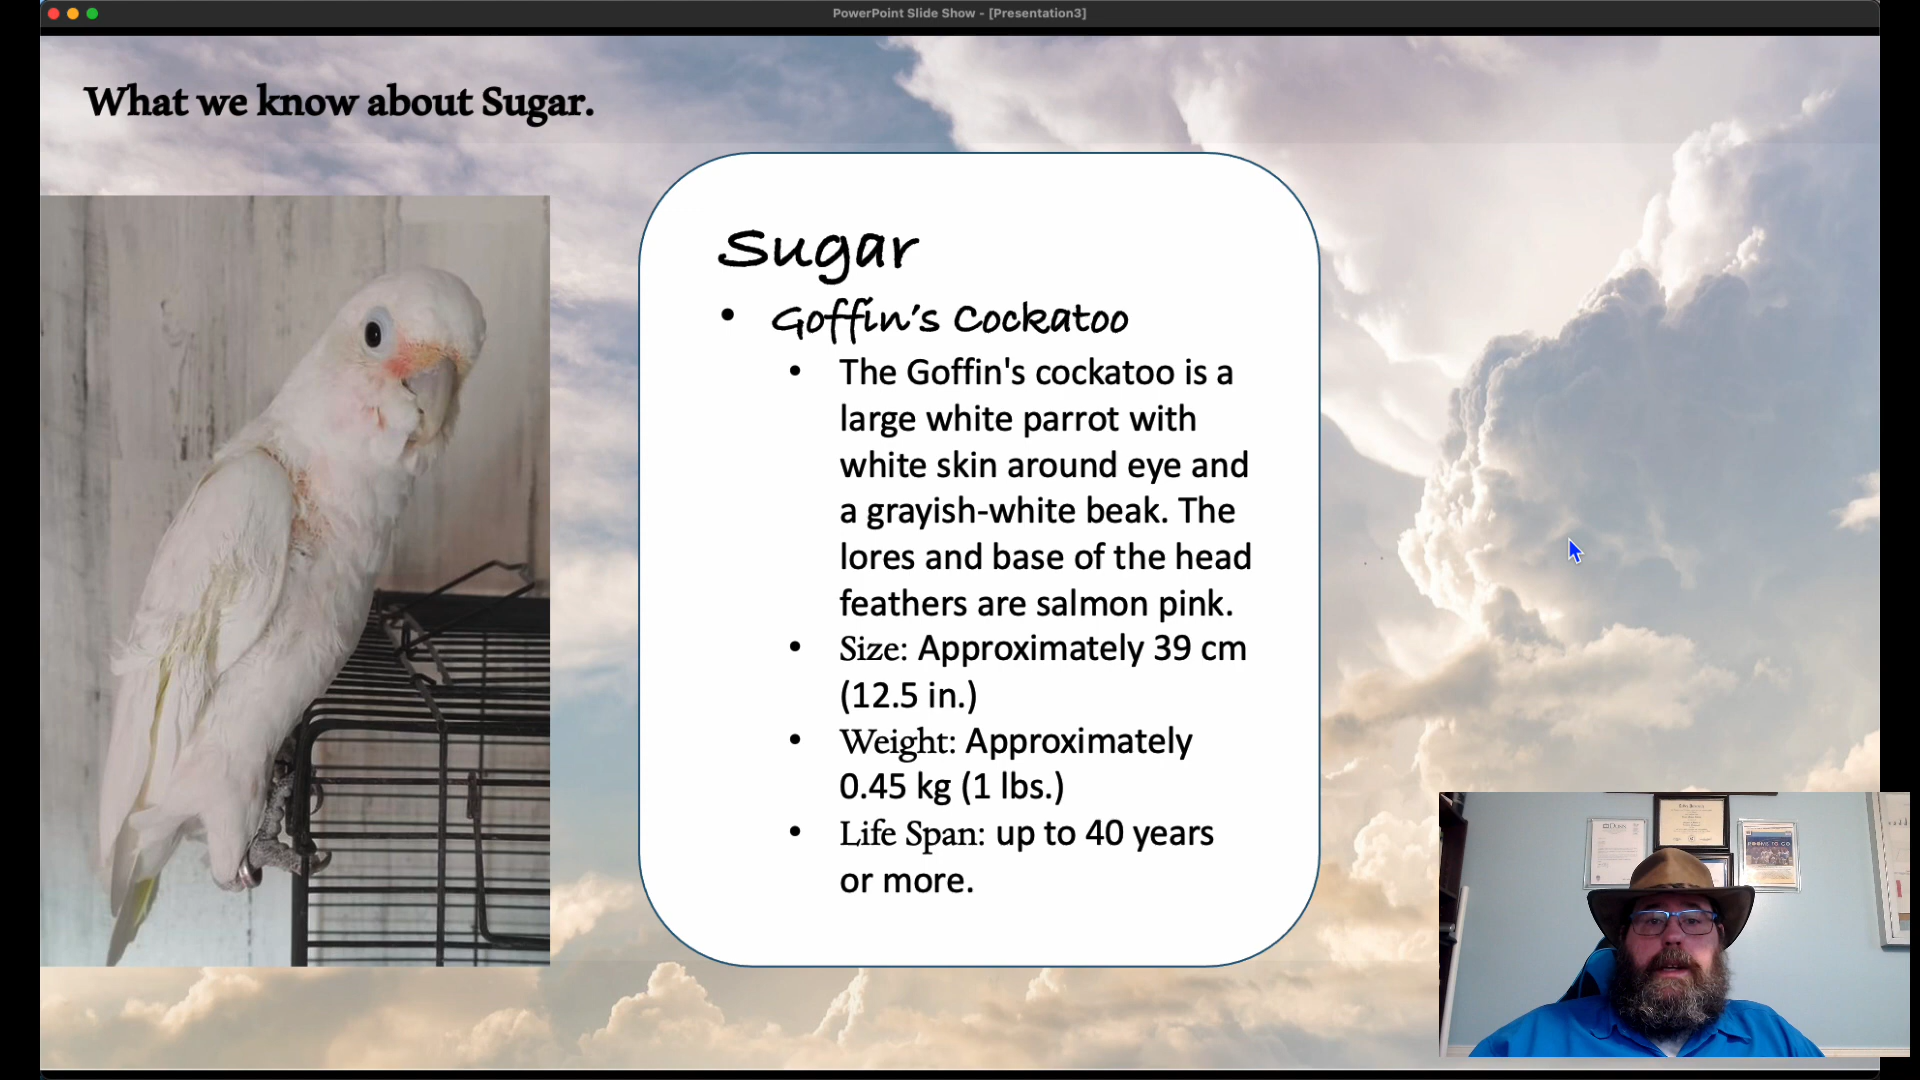 PowerPoint Slide Show - [Presentation3]
What we know about Sugar.
Sugar
• Goffin's Cockatoo
• The Goffin's cockatoo is a
large white parrot with
white skin around eye and
a grayish-white beak. The
lores and base of the head
feathers are salmon pink.
• Size: Approximately 39 cm
(12.5 in.)
• Weight: Approximately
0.45 kg (1 lbs.)
• Life Span: up to 40 years
or more.
ROOMS TO GO